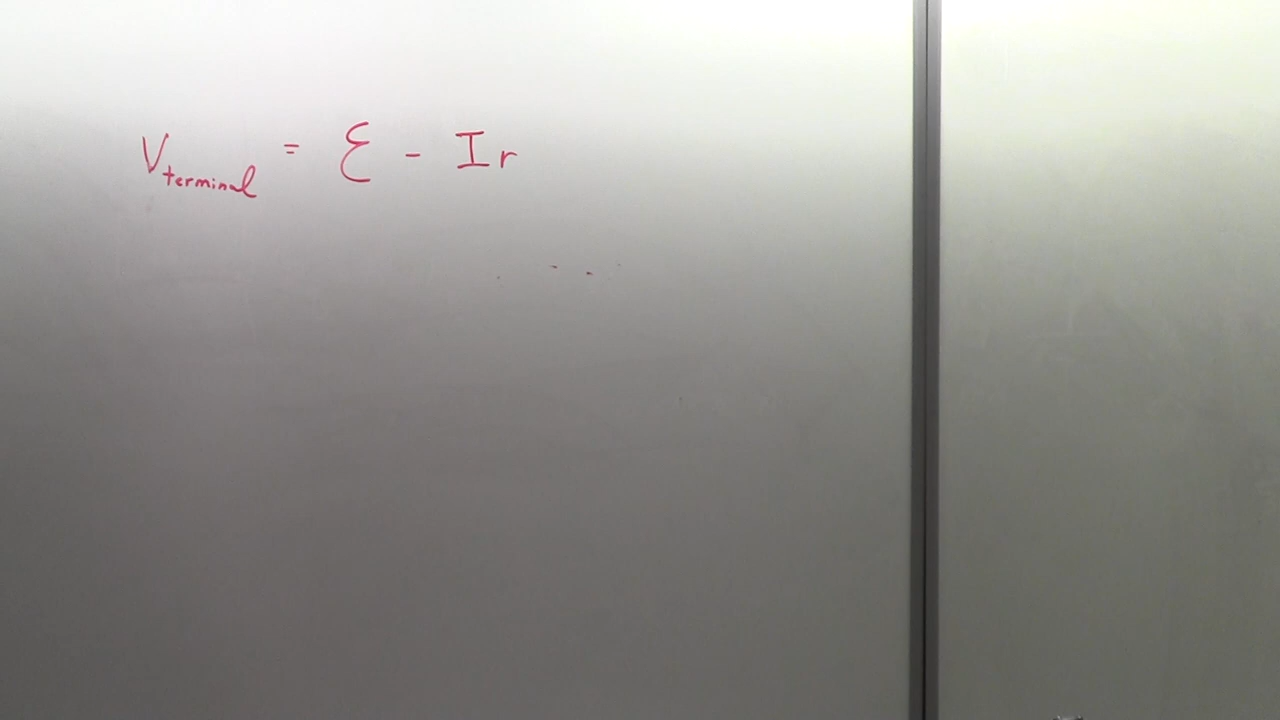 V_terminal = ℰ - Ir